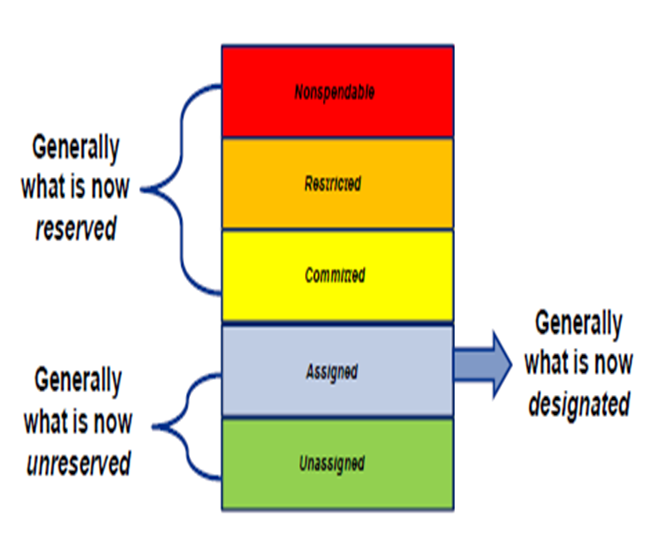 Nonspendable
Generally
what is now
reserved
Restricted
Committed
Generally
what is now
designated
Assigned
Generally
what is now
unreserved
Unassigned